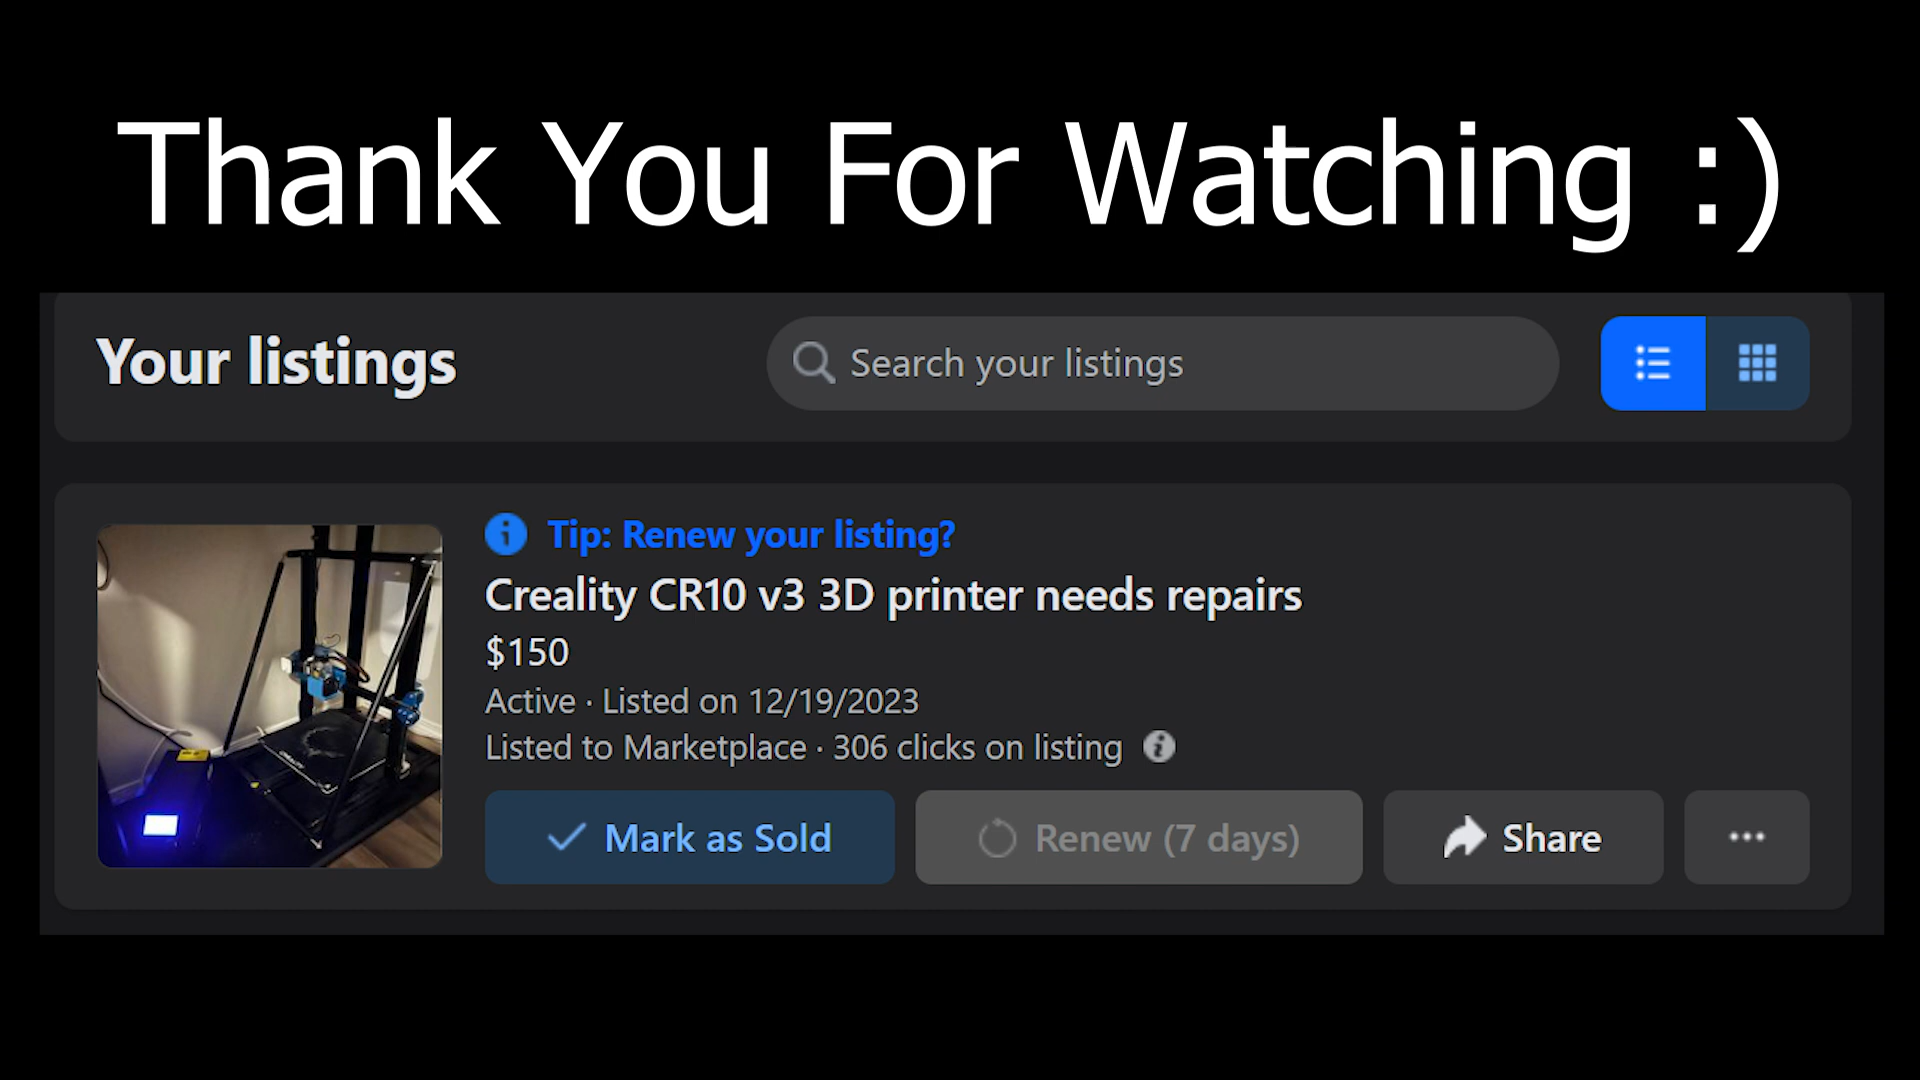 Thank You For Watching :)
Your listings
Search your listings
Tip: Renew your listing?
Creality CR10 v3 3D printer needs repairs
$150
Active · Listed on 12/19/2023
Listed to Marketplace · 306 clicks on listing
Mark as Sold
Renew (7 days)
Share